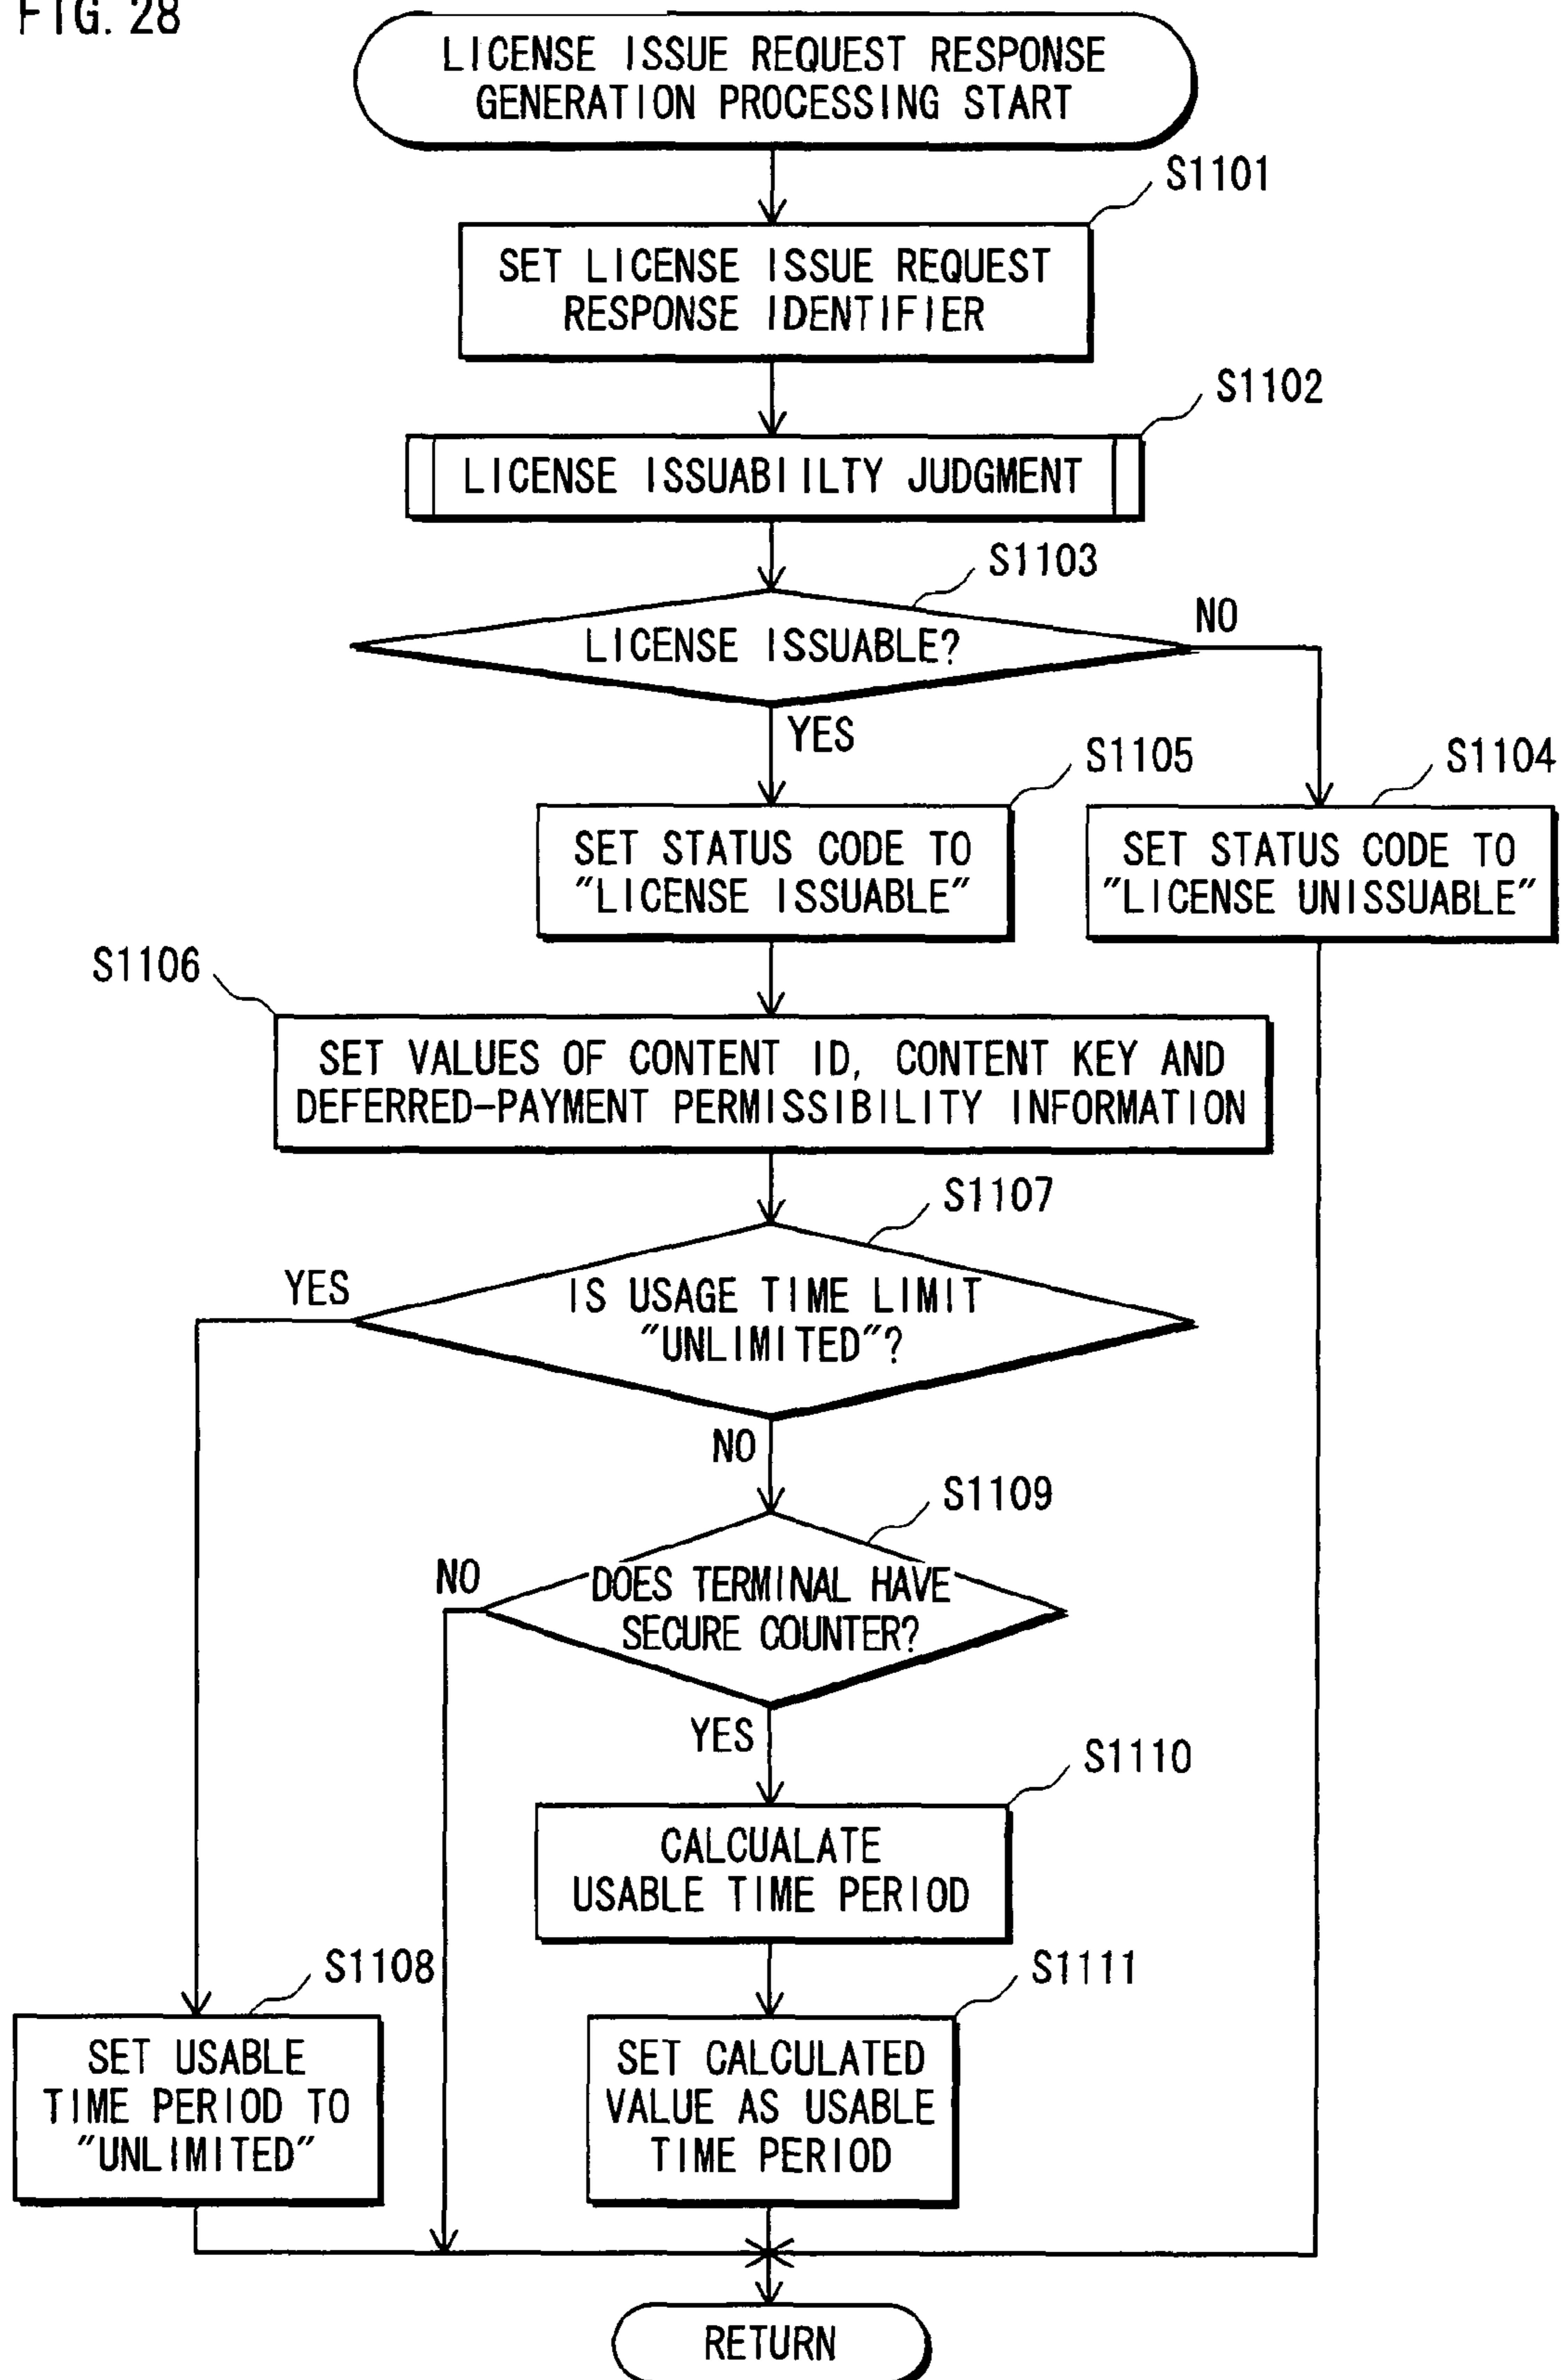 FIG. 28
LICENSE ISSUE REQUEST RESPONSE
GENERATION PROCESSING START
S1101
SET LICENSE ISSUE REQUEST
RESPONSE IDENTIFIER
S1102
LICENSE ISSUABIILTY JUDGMENT
S1103
LICENSE ISSUABLE?
NO
YES
S1105
S1104
SET STATUS CODE TO
"LICENSE ISSUABLE"
SET STATUS CODE TO
"LICENSE UNISSUABLE"
S1106
SET VALUES OF CONTENT ID, CONTENT KEY AND
DEFERRED-PAYMENT PERMISSIBILITY INFORMATION
S1107
YES
IS USAGE TIME LIMIT
"UNLIMITED"?
NO
S1109
NO
DOES TERMINAL HAVE
SECURE COUNTER?
YES
S1110
CALCUALATE
USABLE TIME PERIOD
S1108
S1111
SET USABLE
TIME PERIOD TO
"UNLIMITED"
SET CALCULATED
VALUE AS USABLE
TIME PERIOD
RETURN